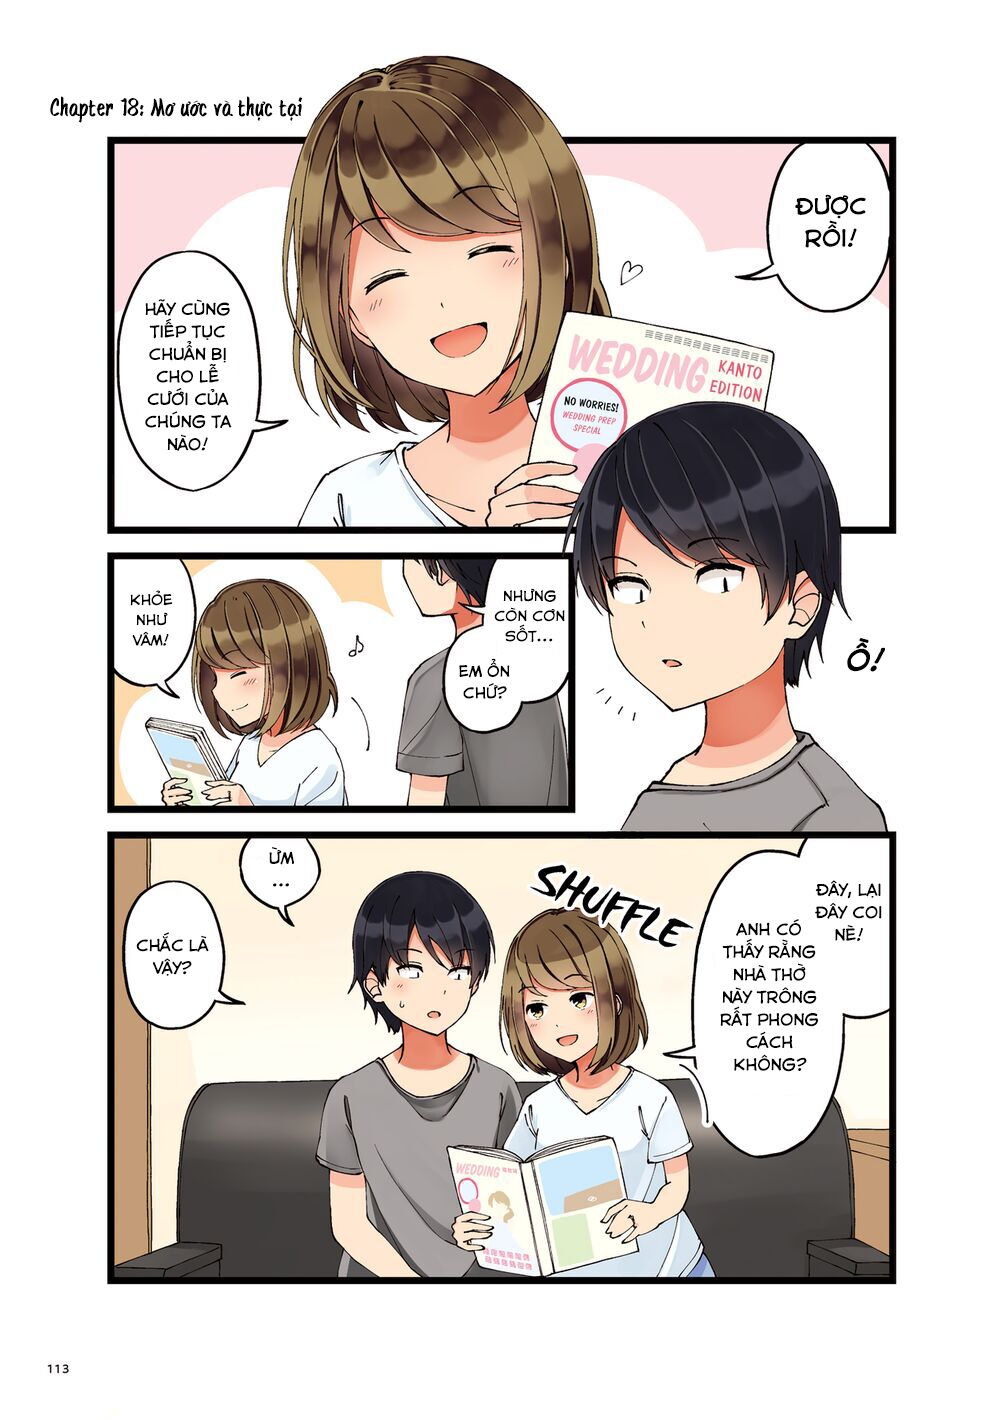 Chapter 18: Mơ ước và thực tại
ĐƯỢC
RỒI!
HÃY CÙNG
TIẾP TỤC
CHUẨN BỊ
CHO LỄ
CƯỚI CỦA
CHÚNG TA
NÀO!
WEDDING
KANTO
EDITION
NO WORRIES!
WEDDING PREP
SPECIAL
Ồ!
NHƯNG
CÒN CƠN
SỐT...
EM ỔN
CHỨ?
KHỎE
NHƯ
VÂM!
ĐÂY, LẠI
ĐÂY COI
NÈ!
ANH CÓ
THẤY RẰNG
NHÀ THỜ
NÀY TRÔNG
RẤT PHONG
CÁCH
KHÔNG?
SHUFFLE
ỪM
...
CHẮC LÀ
VẬY?
WEDDING
113